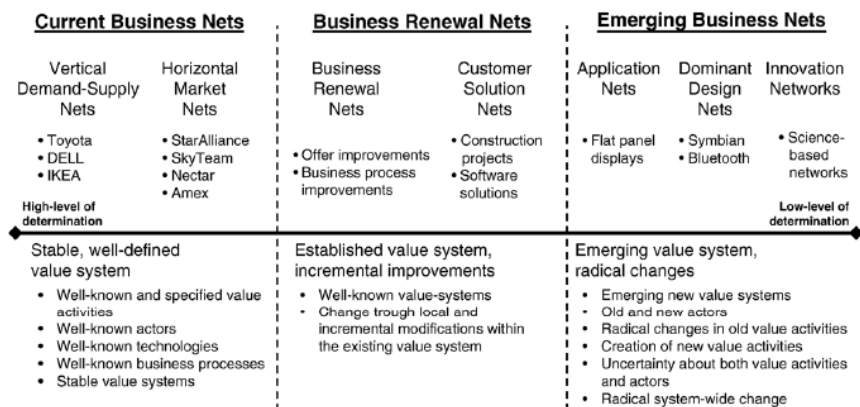 Current Business Nets
Vertical
Demand-Supply
Nets
• Toyota
• DELL
• IKEA
Horizontal
Market
Nets
• StarAlliance
• SkyTeam
• Nectar
• Amex
High-level of
determination
Business Renewal Nets
Business
Renewal
Nets
• Offer improvements
• Business process
improvements
Customer
Solution Nets
• Construction
projects
• Software
solutions
Emerging Business Nets
Application
Nets
• Flat panel
displays
Dominant
Design
Nets
• Symbian
• Bluetooth
Innovation
Networks
• Science-
based
networks
Low-level of
determination
Stable, well-defined
value system
• Well-known and specified value
activities
• Well-known actors
• Well-known technologies
• Well-known business processes
• Stable value systems
Established value system,
incremental improvements
• Well-known value-systems
• Change trough local and
incremental modifications within
the existing value system
Emerging value system,
radical changes
• Emerging new value systems
• Old and new actors
• Radical changes in old value activities
• Creation of new value activities
• Uncertainty about both value activities
and actors
• Radical system-wide change